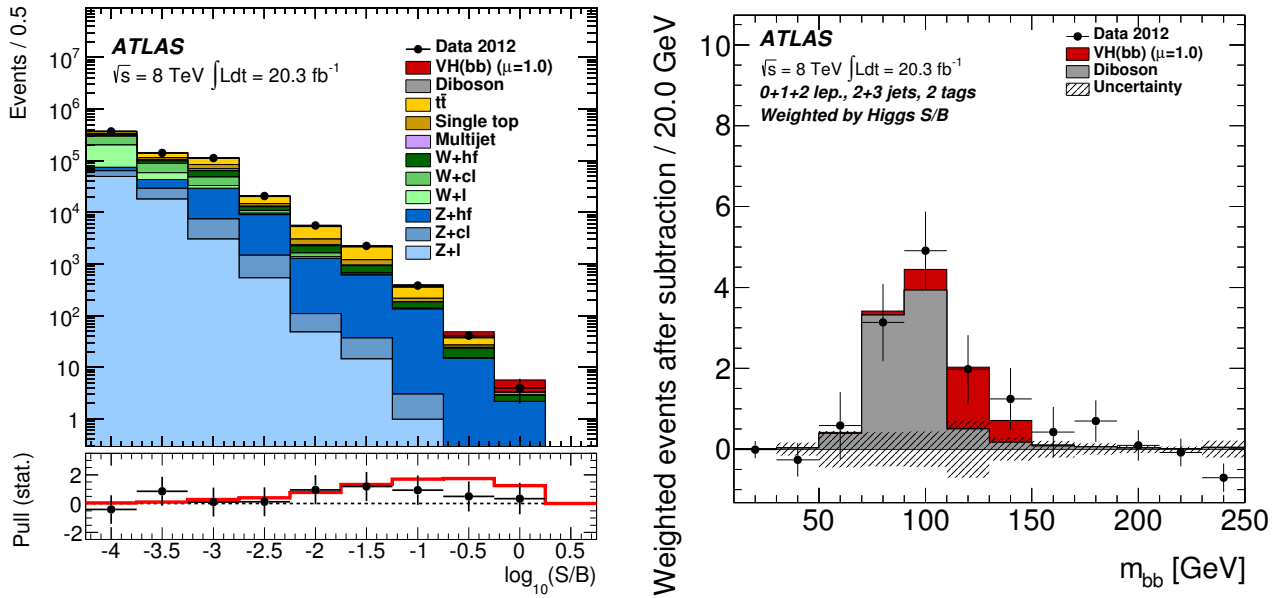 Events / 0.5
10⁷
10⁶
10⁵
10⁴
10³
10²
10
1
ATLAS
√s = 8 TeV ∫Ldt = 20.3 fb⁻¹
Data 2012
VH(bb) (μ=1.0)
Diboson
tt̄
Single top
Multijet
W+hf
W+cl
W+l
Z+hf
Z+cl
Z+l
Pull (stat.)
2
0
-2
-4 -3.5 -3 -2.5 -2 -1.5 -1 -0.5 0 0.5
log₁₀(S/B)
Weighted events after subtraction / 20.0 GeV
10
8
6
4
2
0
ATLAS
√s = 8 TeV ∫Ldt = 20.3 fb⁻¹
0+1+2 lep., 2+3 jets, 2 tags
Weighted by Higgs S/B
Data 2012
VH(bb) (μ=1.0)
Diboson
Uncertainty
50 100 150 200 250
m_bb [GeV]